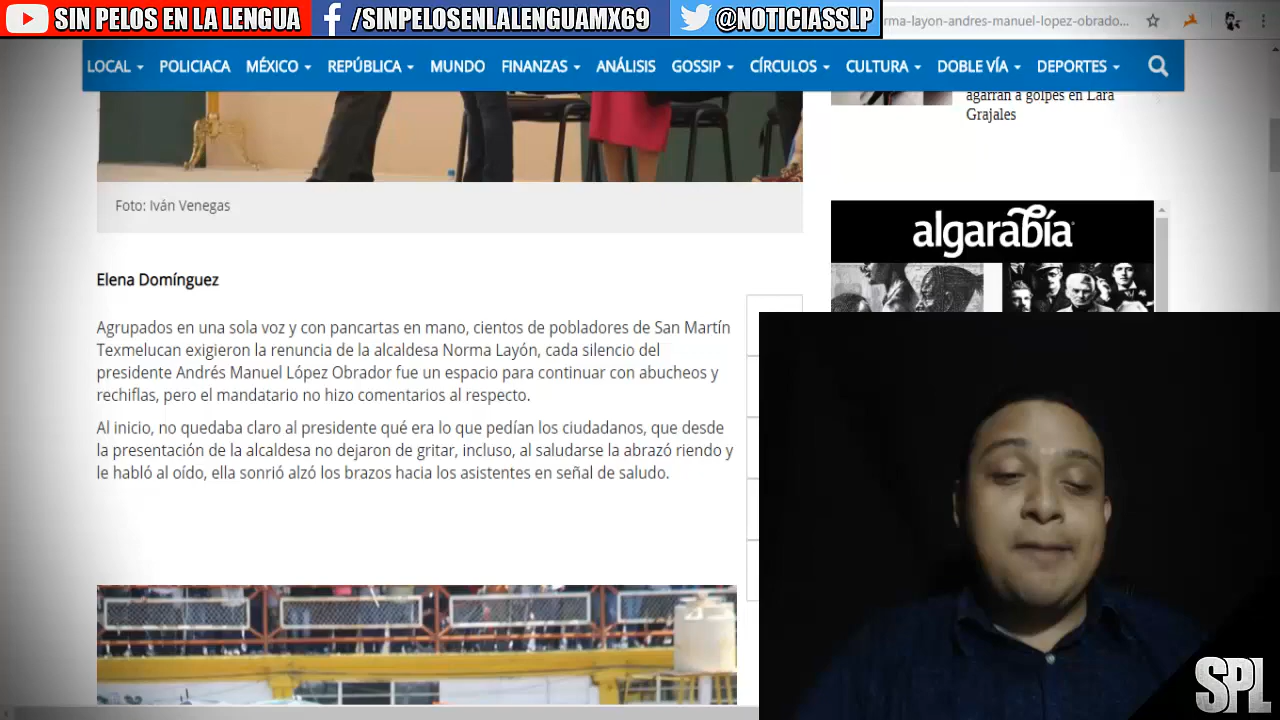 SIN PELOS EN LA LENGUA
/SINPELOSENLALENGUAMX69
@NOTICIASSLP
rma-layon-andres-manuel-lopez-obrado...
LOCAL POLICIACA MÉXICO REPÚBLICA MUNDO FINANZAS ANÁLISIS GOSSIP CÍRCULOS CULTURA DOBLE VÍA DEPORTES
agarran a golpes en Lara
Grajales
Foto: Iván Venegas
algarabía
Elena Domínguez
Agrupados en una sola voz y con pancartas en mano, cientos de pobladores de San Martín
Texmelucan exigieron la renuncia de la alcaldesa Norma Layón, cada silencio del
presidente Andrés Manuel López Obrador fue un espacio para continuar con abucheos y
rechiflas, pero el mandatario no hizo comentarios al respecto.
Al inicio, no quedaba claro al presidente qué era lo que pedían los ciudadanos, que desde
la presentación de la alcaldesa no dejaron de gritar, incluso, al saludarse la abrazó riendo y
le habló al oído, ella sonrió alzó los brazos hacia los asistentes en señal de saludo.
SPL